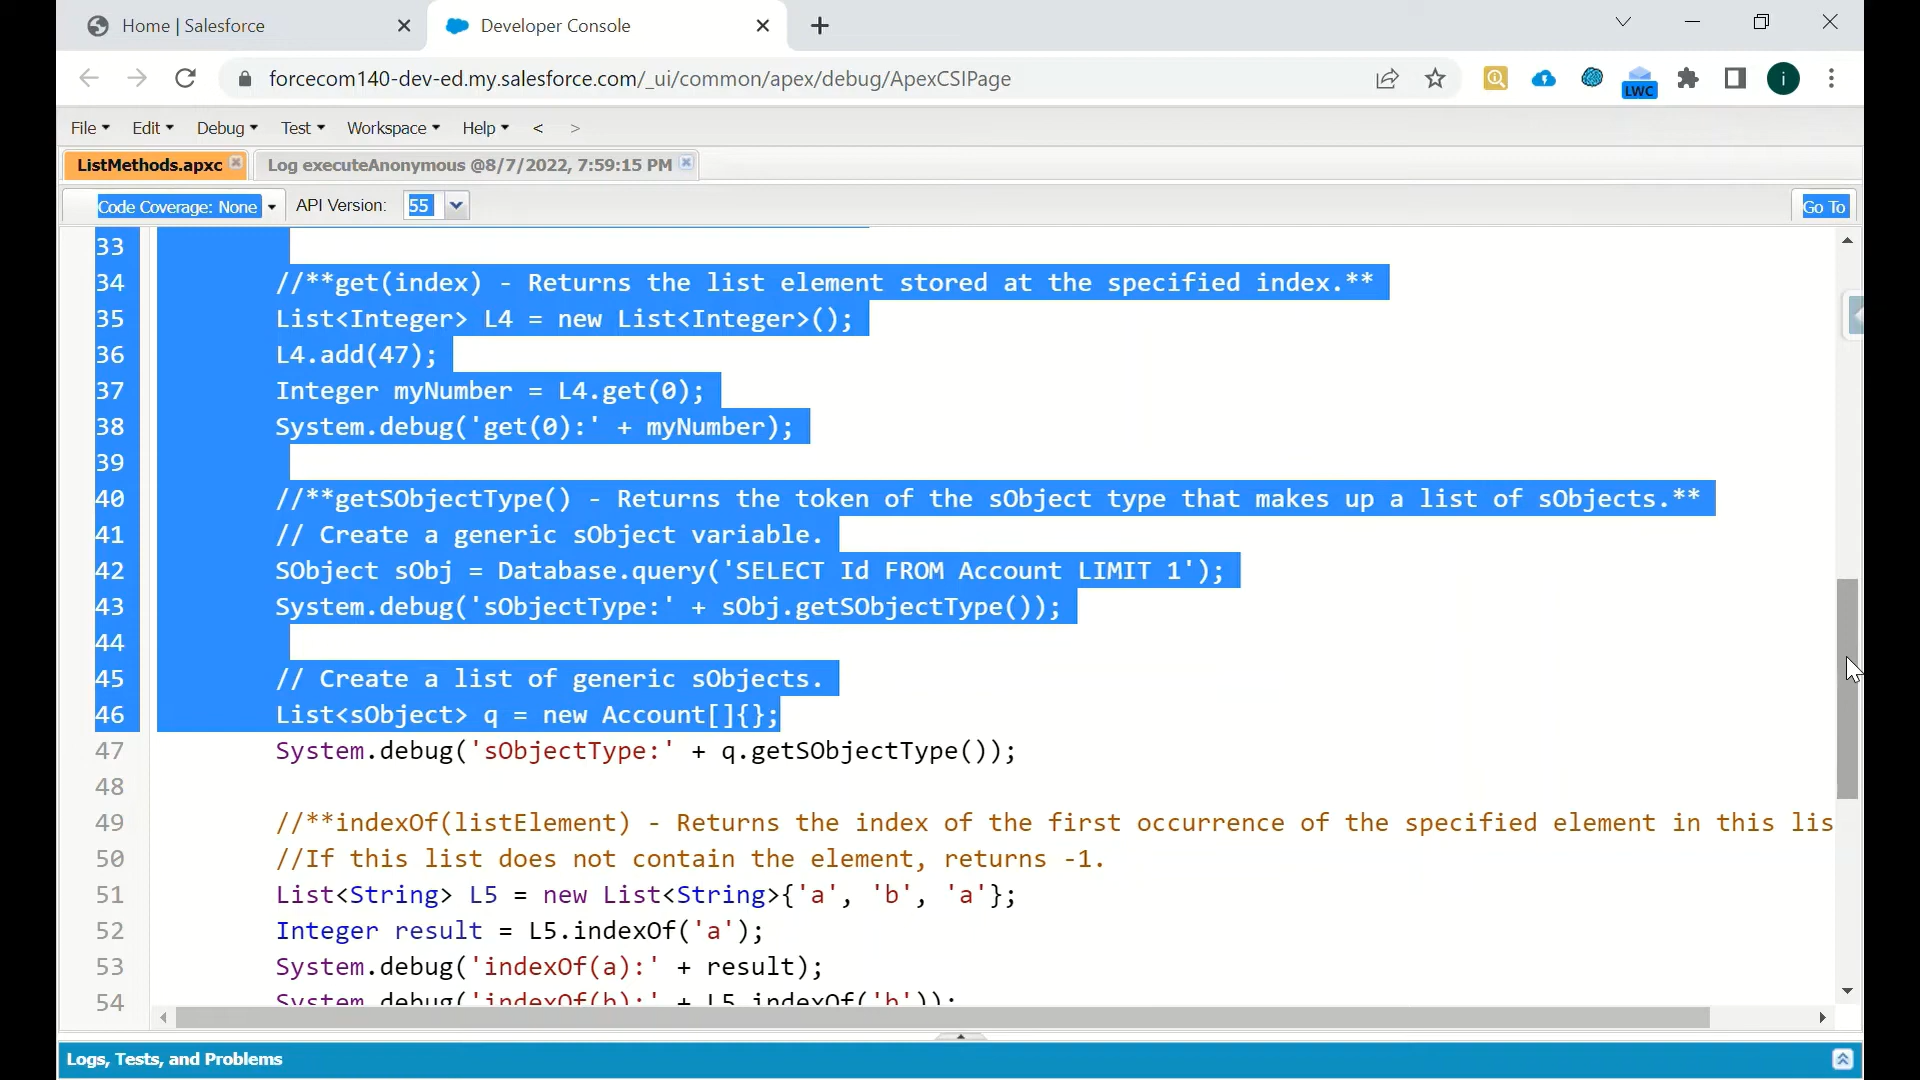 Home | Salesforce
Developer Console
forcecom140-dev-ed.my.salesforce.com/_ui/common/apex/debug/ApexCSIPage
LWC
i
File Edit Debug Test Workspace Help < >
ListMethods.apxc
Log executeAnonymous @8/7/2022, 7:59:15 PM
Code Coverage: None API Version: 55 Go To
33
34 //**get(index) - Returns the list element stored at the specified index.**
35 List<Integer> L4 = new List<Integer>();
36 L4.add(47);
37 Integer myNumber = L4.get(0);
38 System.debug('get(0):' + myNumber);
39
40 //**getSObjectType() - Returns the token of the sObject type that makes up a list of sObjects.**
41 // Create a generic sObject variable.
42 SObject sObj = Database.query('SELECT Id FROM Account LIMIT 1');
43 System.debug('sObjectType:' + sObj.getSObjectType());
44
45 // Create a list of generic sObjects.
46 List<sObject> q = new Account[]{};
47 System.debug('sObjectType:' + q.getSObjectType());
48
49 //**indexOf(listElement) - Returns the index of the first occurrence of the specified element in this lis
50 //If this list does not contain the element, returns -1.
51 List<String> L5 = new List<String>{'a', 'b', 'a'};
52 Integer result = L5.indexOf('a');
53 System.debug('indexOf(a):' + result);
54 System.debug('indexOf(b):' + L5.indexOf('b'));
Logs, Tests, and Problems